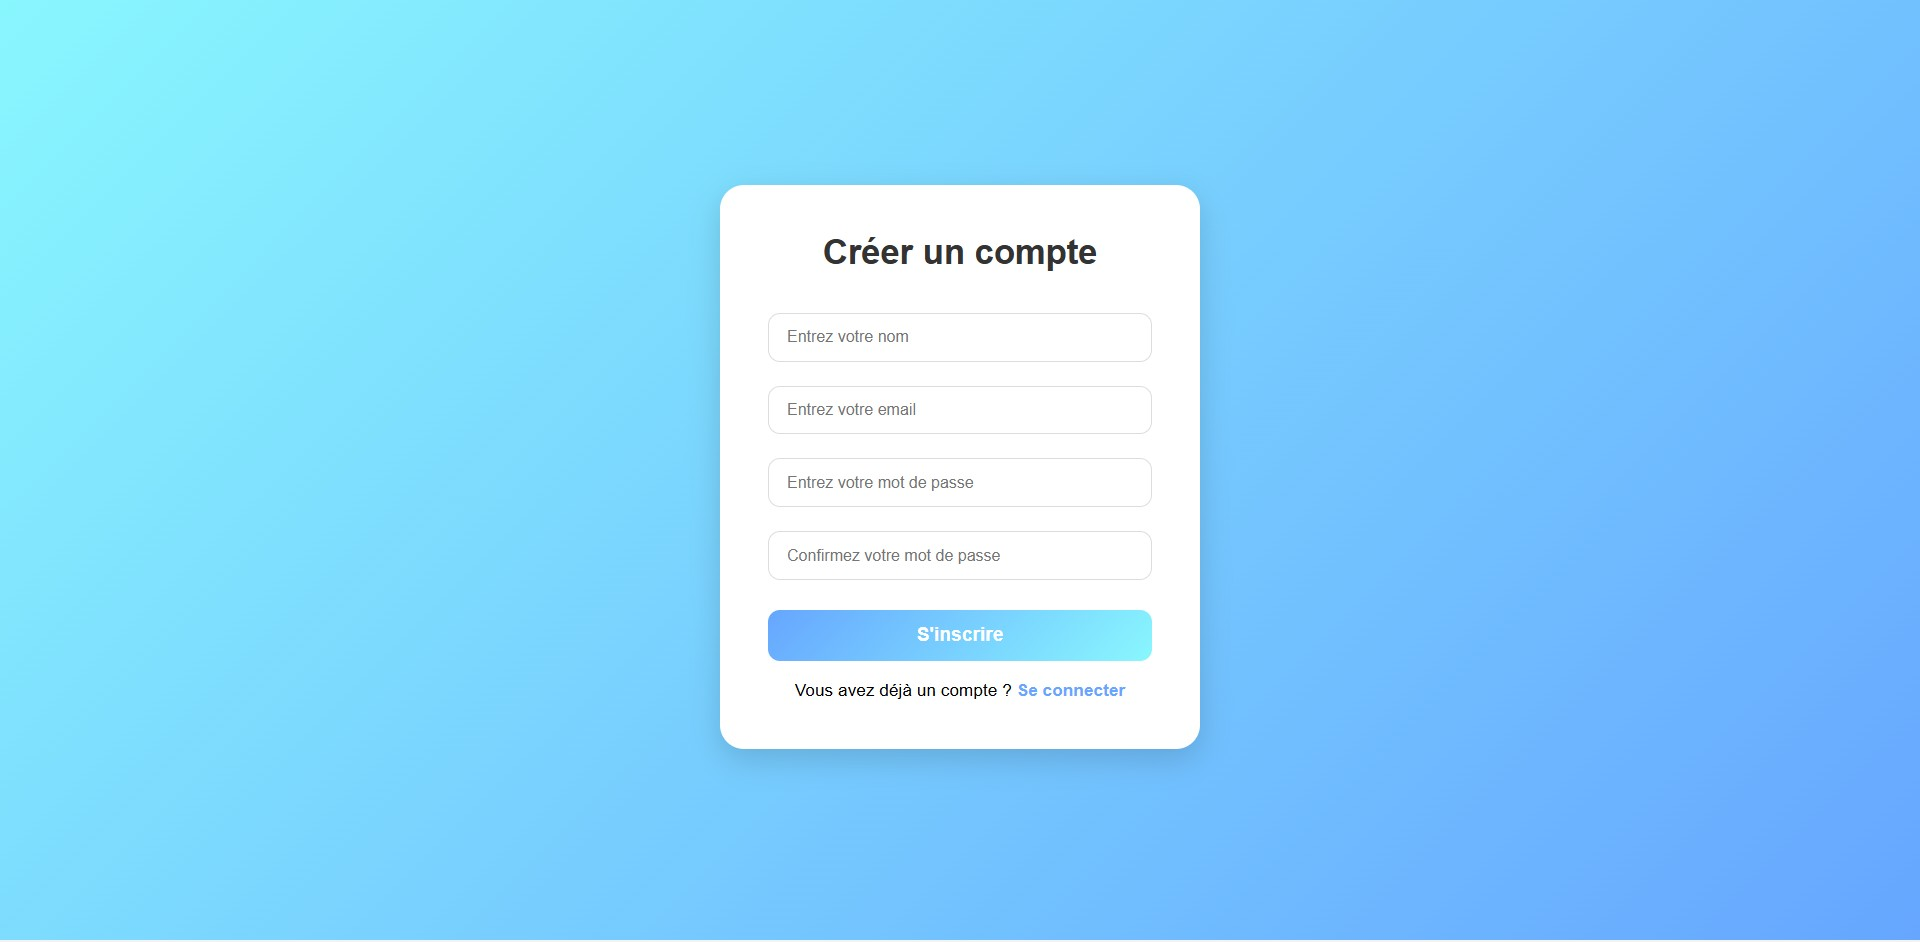 Créer un compte
Entrez votre nom
Entrez votre email
Entrez votre mot de passe
Confirmez votre mot de passe
S'inscrire
Vous avez déjà un compte ? Se connecter